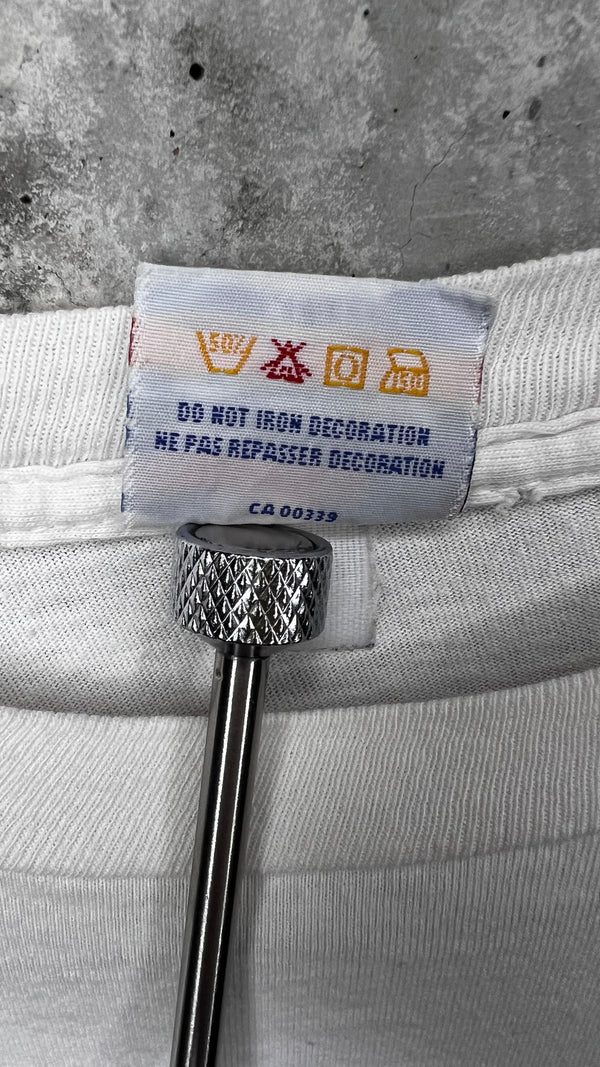 50°
DO NOT IRON DECORATION
NE PAS REPASSER DECORATION
CA 00339